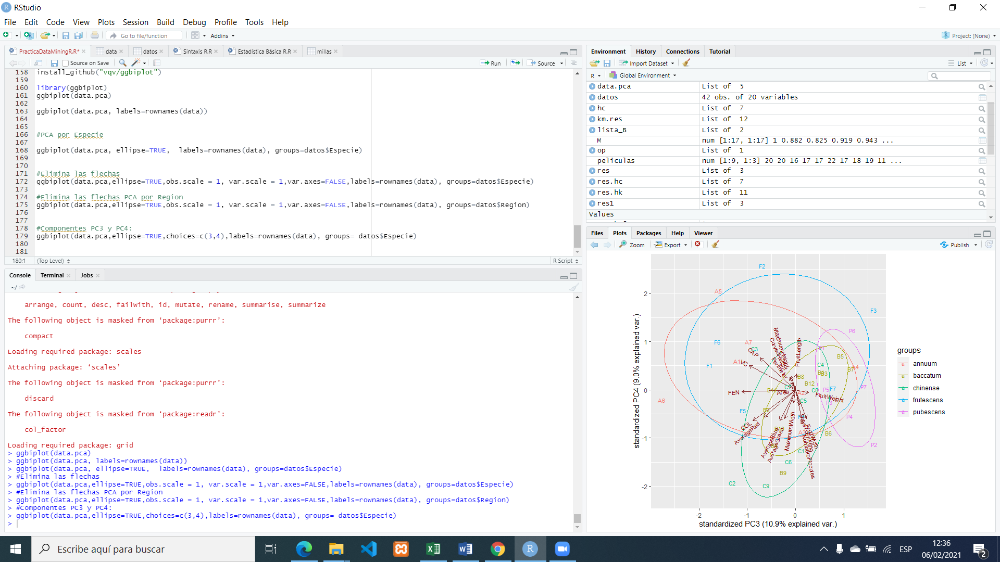 RStudio
File Edit Code View Plots Session Build Debug Profile Tools Help
Go to file/function Addins Project: (None)
PracticaDataMiningR.R* data datos Sintaxis R.R Estadística Básica R.R millas
Source on Save Run Source
158 install_github("vqv/ggbiplot")
159
160 library(ggbiplot)
161 ggbiplot(data.pca)
162
163 ggbiplot(data.pca, labels=rownames(data))
164
165
166 #PCA por Especie
167
168 ggbiplot(data.pca, ellipse=TRUE,  labels=rownames(data), groups=datos$Especie)
169
170
171 #Elimina las flechas
172 ggbiplot(data.pca,ellipse=TRUE,obs.scale = 1, var.scale = 1,var.axes=FALSE,labels=rownames(data), groups=datos$Especie)
173
174 #Elimina las flechas PCA por Region
175 ggbiplot(data.pca,ellipse=TRUE,obs.scale = 1, var.scale = 1,var.axes=FALSE,labels=rownames(data), groups=datos$Region)
176
177
178 #Componentes PC3 y PC4:
179 ggbiplot(data.pca,ellipse=TRUE,choices=c(3,4),labels=rownames(data), groups= datos$Especie)
180
181
180:1 (Top Level) R Script
Console Terminal Jobs
~/
arrange, count, desc, failwith, id, mutate, rename, summarise, summarize
The following object is masked from ‘package:purrr’:
compact
Loading required package: scales
Attaching package: ‘scales’
The following object is masked from ‘package:purrr’:
discard
The following object is masked from ‘package:readr’:
col_factor
Loading required package: grid
> ggbiplot(data.pca)
> ggbiplot(data.pca, labels=rownames(data))
> ggbiplot(data.pca, ellipse=TRUE,  labels=rownames(data), groups=datos$Especie)
> #Elimina las flechas
> ggbiplot(data.pca,ellipse=TRUE,obs.scale = 1, var.scale = 1,var.axes=FALSE,labels=rownames(data), groups=datos$Especie)
> #Elimina las flechas PCA por Region
> ggbiplot(data.pca,ellipse=TRUE,obs.scale = 1, var.scale = 1,var.axes=FALSE,labels=rownames(data), groups=datos$Region)
> #Componentes PC3 y PC4:
> ggbiplot(data.pca,ellipse=TRUE,choices=c(3,4),labels=rownames(data), groups= datos$Especie)
>
Environment History Connections Tutorial
Import Dataset List
R Global Environment
data.pca List of 5
datos 42 obs. of 20 variables
hc List of 7
km.res List of 12
lista_B List of 2
M num [1:17, 1:17] 1 0.882 0.825 0.919 0.943 ...
op List of 1
peliculas num [1:9, 1:3] 20 20 16 17 17 22 17 18 19 11 ...
res List of 3
res.hc List of 7
res.hk List of 11
res1 List of 3
Values
Files Plots Packages Help Viewer
Zoom Export Publish
F2
A5
2
F3
P6
MaximumHeight
CurvedHeight
Perimeter
FruitLength
F6 A7 C3
1
P1
CAP
B5
A1 VC
F1
C4
B7 A4
B3
B8
B12
0
P7
C8 P5 F7
FEN B11 Area A2
FruitWeight
A6
C5
P3
F5
B2
P4
COL
AverageRed
AverageBlue
AverageGreen
MaximumWidth
FruitWidth
NumberofLocules
B10
A3
B6
-1
P2
C1
C6
B9
C2
C9
-2
-2 -1 0 1
standardized PC4 (9.0% explained var.)
standardized PC3 (10.9% explained var.)
groups
a annuum
a baccatum
a chinense
a frutescens
a pubescens
Escribe aquí para buscar
ESP
12:36
06/02/2021
2